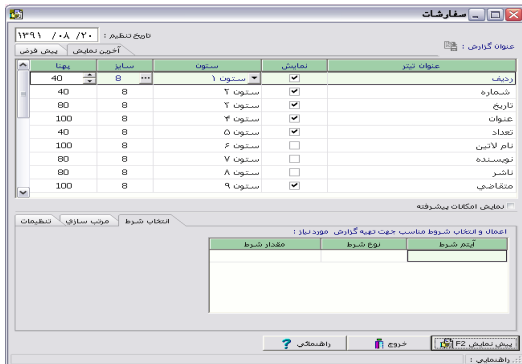 سفارشات
عنوان گزارش :
تاریخ تنظیم : ۱۳۹۱ /۰۸ /۲۰
آخرین نمایش
پیش فرض
عنوان تیتر نمایش ستون سایز پهنا
ردیف ستون ۱ 8 ... 40
شماره ستون ۲ 8 40
تاریخ ستون ۳ 8 80
عنوان ستون ۴ 8 100
تعداد ستون ۵ 8 40
نام لاتین ستون ۶ 8 100
نویسنده ستون ۷ 8 80
ناشر ستون ۸ 8 80
متقاضی ستون ۹ 8 100
نمایش امکانات پیشرفته
انتخاب شرط مرتب سازی تنظیمات
اعمال و انتخاب شروط مناسب جهت تهیه گزارش مورد نیاز :
آیتم شرط نوع شرط مقدار شرط
پیش نمایش F2 خروج راهنمائی ?
راهنمایی :